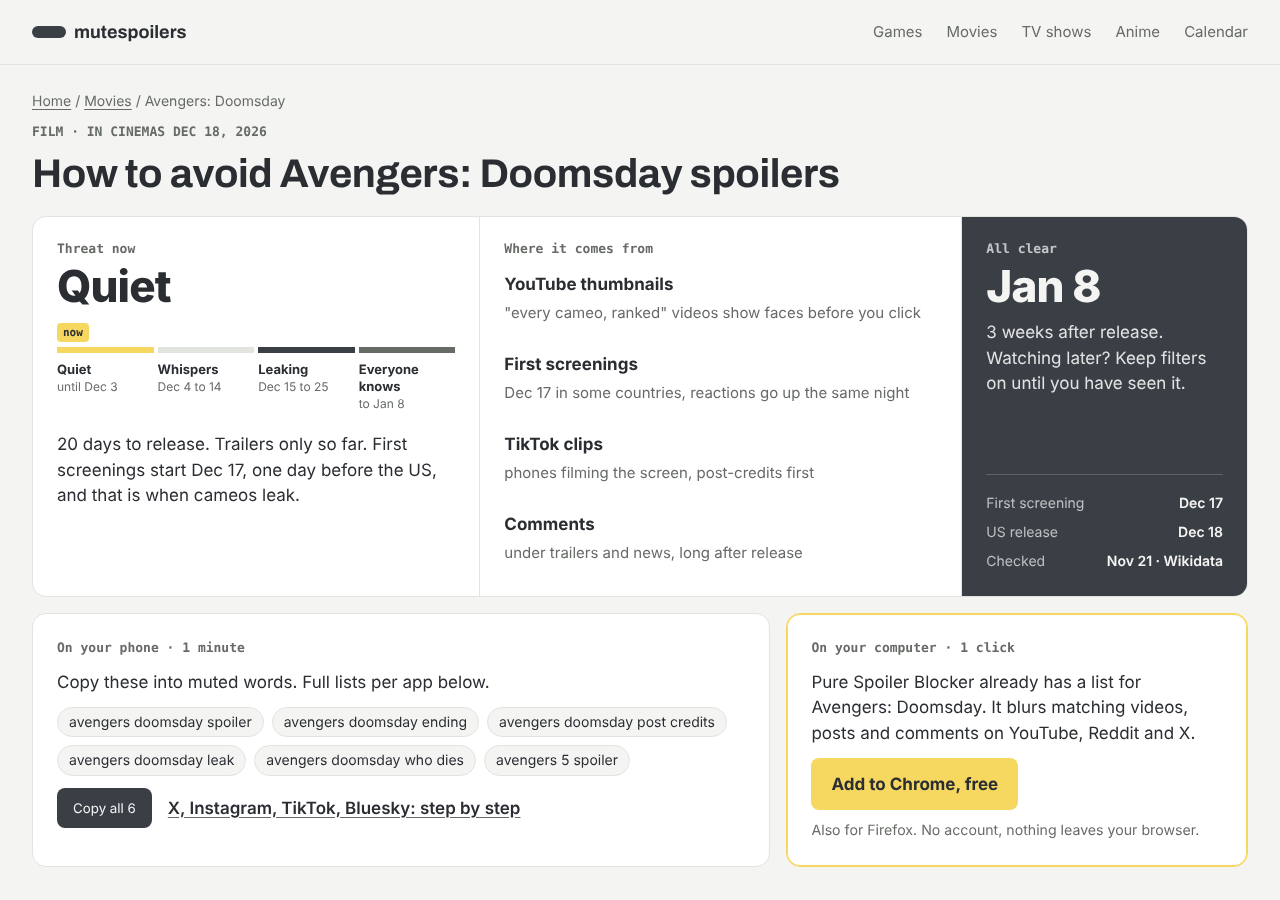 mutespoilers
Games Movies TV shows Anime Calendar
Home / Movies / Avengers: Doomsday
FILM · IN CINEMAS DEC 18, 2026
How to avoid Avengers: Doomsday spoilers
Threat now
Quiet
now
Quiet
until Dec 3
Whispers
Dec 4 to 14
Leaking
Dec 15 to 25
Everyone
knows
to Jan 8
20 days to release. Trailers only so far. First
screenings start Dec 17, one day before the US,
and that is when cameos leak.
Where it comes from
YouTube thumbnails
"every cameo, ranked" videos show faces before you click
First screenings
Dec 17 in some countries, reactions go up the same night
TikTok clips
phones filming the screen, post-credits first
Comments
under trailers and news, long after release
All clear
Jan 8
3 weeks after release.
Watching later? Keep filters
on until you have seen it.
First screening Dec 17
US release Dec 18
Checked Nov 21 · Wikidata
On your phone · 1 minute
Copy these into muted words. Full lists per app below.
avengers doomsday spoiler avengers doomsday ending avengers doomsday post credits
avengers doomsday leak avengers doomsday who dies avengers 5 spoiler
Copy all 6 X, Instagram, TikTok, Bluesky: step by step
On your computer · 1 click
Pure Spoiler Blocker already has a list for
Avengers: Doomsday. It blurs matching videos,
posts and comments on YouTube, Reddit and X.
Add to Chrome, free
Also for Firefox. No account, nothing leaves your browser.